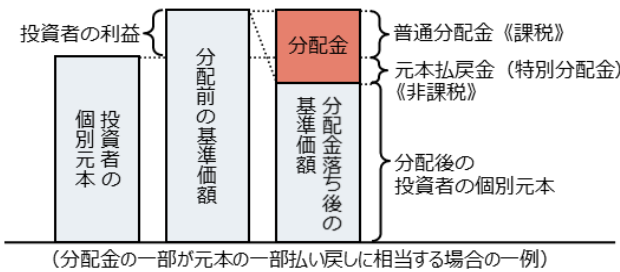 投資者の利益
投資者の
個別元本
分配前の基準価額
分配金
分配金落ち後の
基準価額
普通分配金《課税》
元本払戻金（特別分配金）
《非課税》
分配後の
投資者の個別元本
（分配金の一部が元本の一部払い戻しに相当する場合の一例）